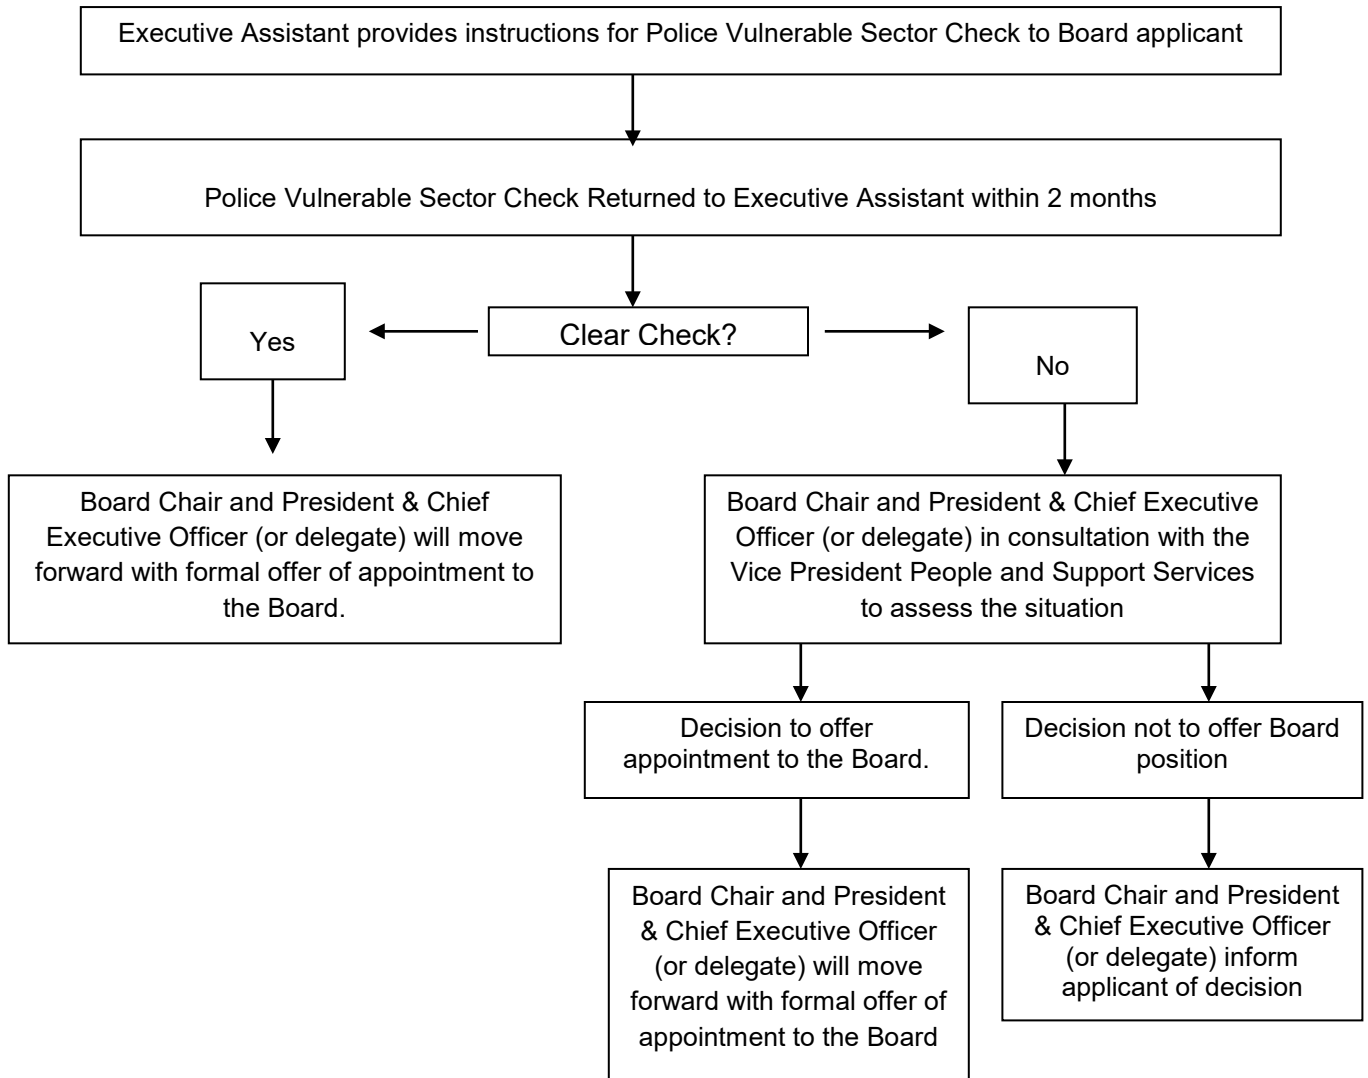 Executive Assistant provides instructions for Police Vulnerable Sector Check to Board applicant
Police Vulnerable Sector Check Returned to Executive Assistant within 2 months
Clear Check?
Yes
No
Board Chair and President & Chief
Executive Officer (or delegate) will move
forward with formal offer of appointment to
the Board.
Board Chair and President & Chief Executive
Officer (or delegate) in consultation with the
Vice President People and Support Services
to assess the situation
Decision to offer
appointment to the Board.
Decision not to offer Board
position
Board Chair and President
& Chief Executive Officer
(or delegate) will move
forward with formal offer of
appointment to the Board
Board Chair and President
& Chief Executive Officer
(or delegate) inform
applicant of decision